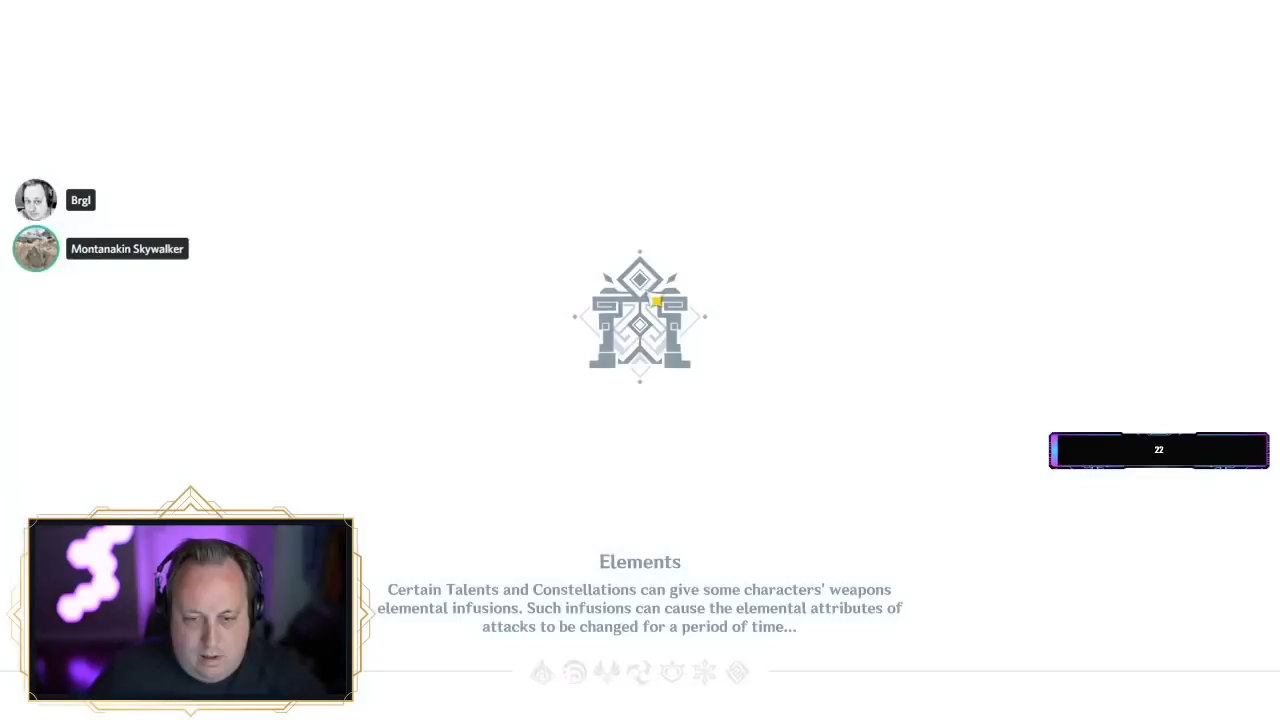 Brgl
Montanakin Skywalker
22
Elements
Certain Talents and Constellations can give some characters' weapons
elemental infusions. Such infusions can cause the elemental attributes of
attacks to be changed for a period of time...